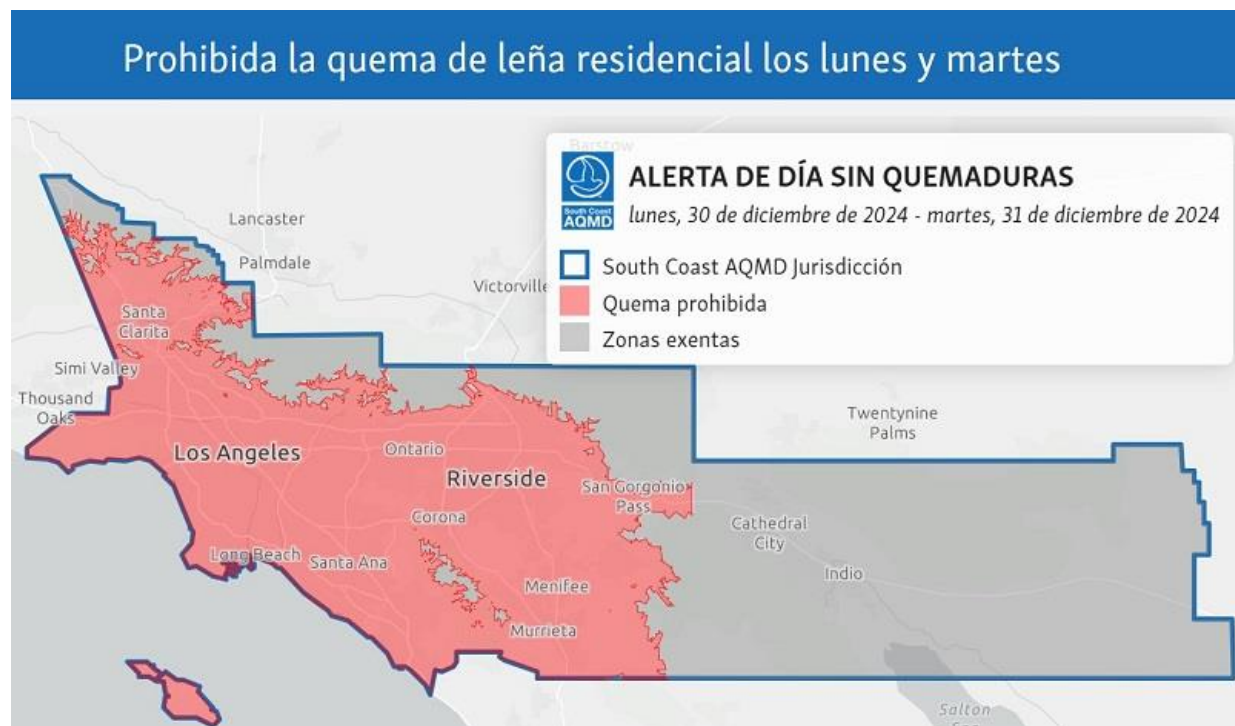 Prohibida la quema de leña residencial los lunes y martes
Barstow
South Coast
AQMD
ALERTA DE DÍA SIN QUEMADURAS
lunes, 30 de diciembre de 2024 - martes, 31 de diciembre de 2024
South Coast AQMD Jurisdicción
Quema prohibida
Zonas exentas
Lancaster
Palmdale
Victorville
Santa
Clarita
Simi Valley
Thousand
Oaks
Twentynine
Palms
Los Angeles
Ontario
Riverside
San Gorgonio
Pass
Corona
Cathedral
City
Long Beach
Santa Ana
Indio
Menifee
Murrieta
Salton